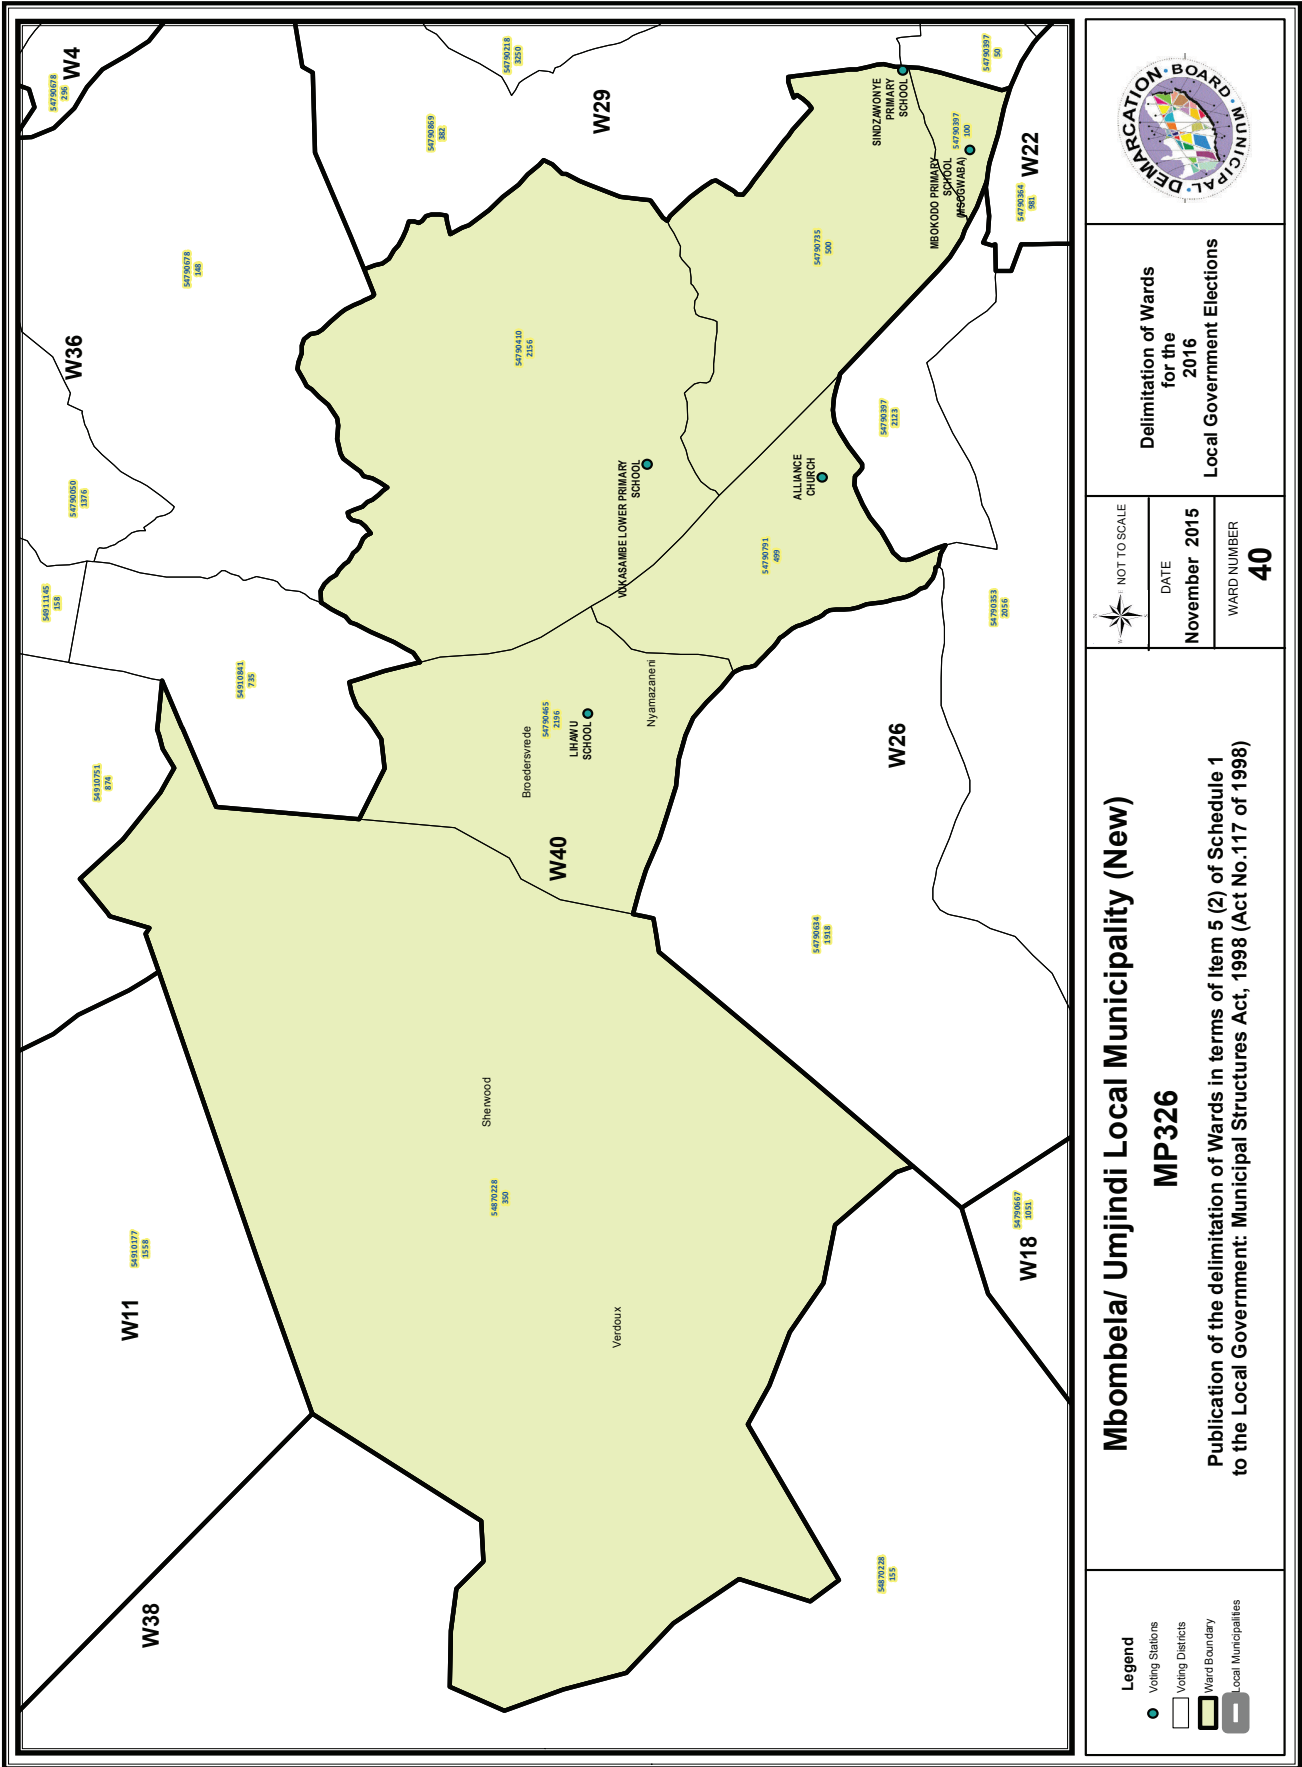 W4
54790678
296
W36
54790678
148
54790050
1376
54911145
158
54910841
735
54910751
874
W11
54910177
1558
W38
54790218
3250
W29
54790869
382
54790410
2156
VOKASAMBE LOWER PRIMARY
SCHOOL
54790465
2196
LIHAWU
SCHOOL
Broedersvrede
Nyamazaneni
W40
Sherwood
54870228
350
Verdoux
54790397
50
SINDZAWONYE
PRIMARY
SCHOOL
54790397
100
MBOKODO PRIMARY
SCHOOL
(MSOGWABA)
W22
54790364
981
54790735
500
54790397
2123
ALLIANCE
CHURCH
54790791
499
54790353
2056
W26
54790634
1918
54790667
1051
W18
54870228
155
Legend
Voting Stations
Voting Districts
Ward Boundary
Local Municipalities
Mbombela/ Umjindi Local Municipality (New)
MP326
Publication of the delimitation of Wards in terms of Item 5 (2) of Schedule 1
to the Local Government: Municipal Structures Act, 1998 (Act No.117 of 1998)
N
W
E
S
NOT TO SCALE
DATE
November 2015
WARD NUMBER
40
Delimitation of Wards
for the
2016
Local Government Elections
MUNICIPAL · DEMARCATION · BOARD ·